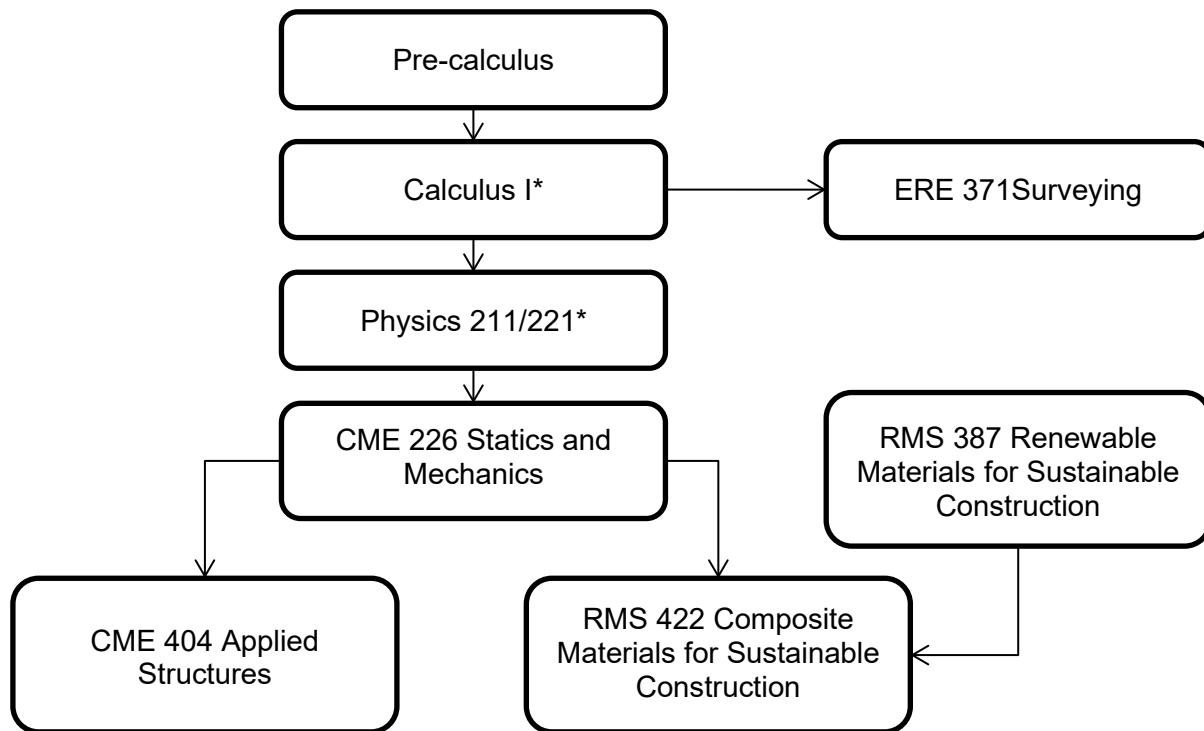 Pre-calculus
Calculus I*
ERE 371Surveying
Physics 211/221*
CME 226 Statics and
Mechanics
RMS 387 Renewable
Materials for Sustainable
Construction
CME 404 Applied
Structures
RMS 422 Composite
Materials for Sustainable
Construction